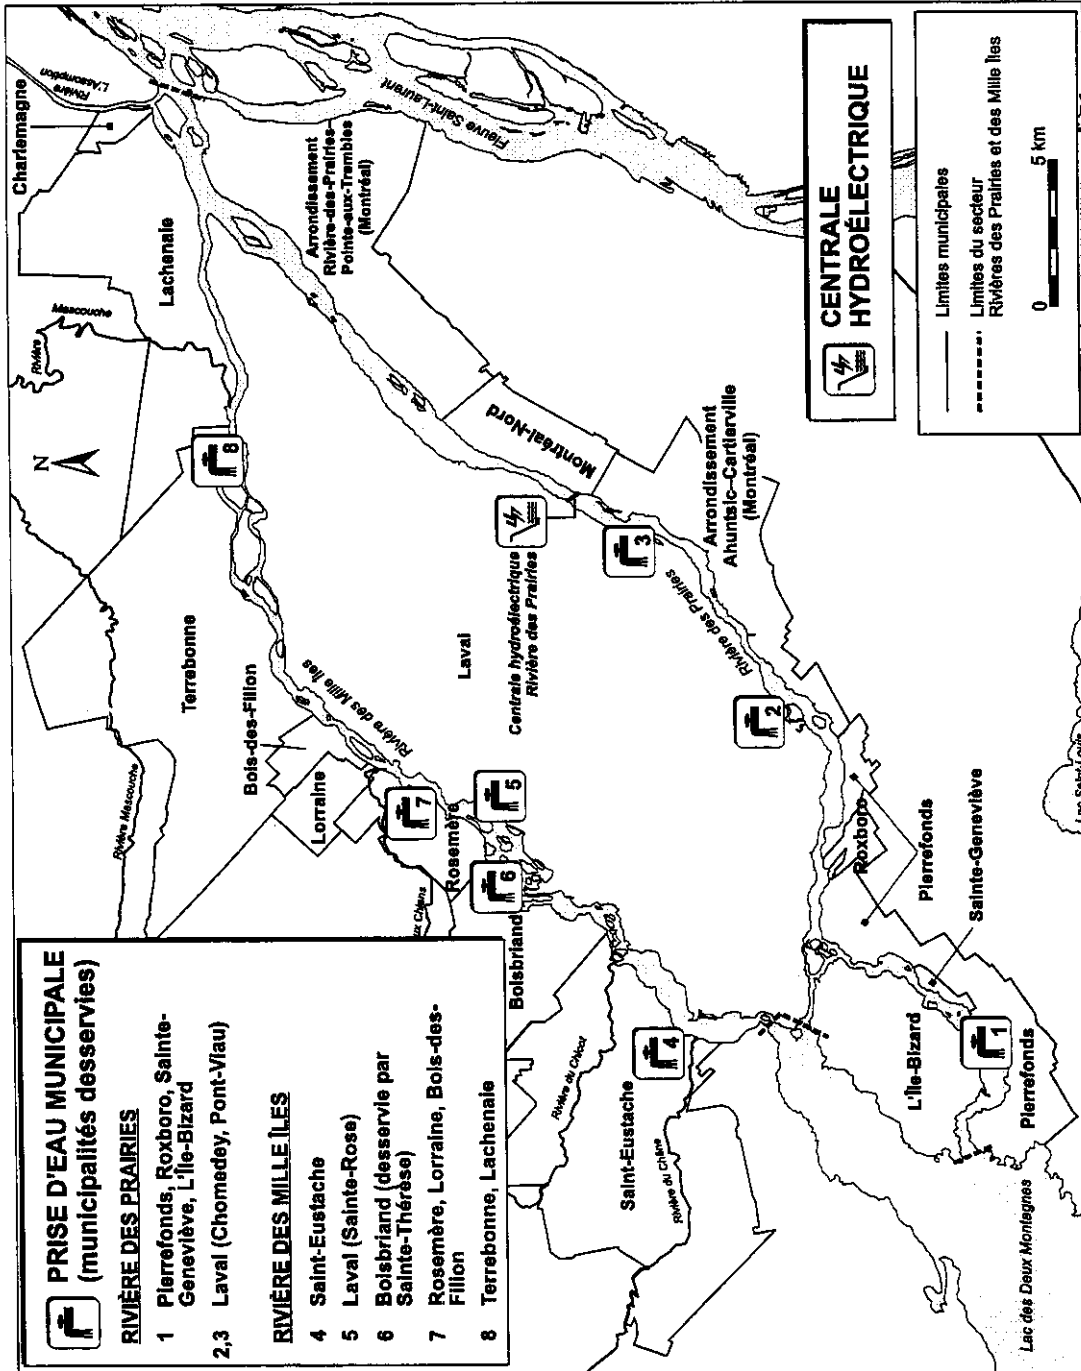 PRISE D'EAU MUNICIPALE
(municipalités desservies)
RIVIÈRE DES PRAIRIES
1 Pierrefonds, Roxboro, Sainte-
Geneviève, L'Île-Bizard
2,3 Laval (Chomedey, Pont-Viau)
RIVIÈRE DES MILLE ÎLES
4 Saint-Eustache
5 Laval (Sainte-Rose)
6 Boisbriand (desservie par
Sainte-Thérèse)
7 Rosemère, Lorraine, Bois-des-
Filion
8 Terrebonne, Lachenaie
N
Charlemagne
Rivière
L'Assomption
Lachenaie
Rivière
Mascouche
Terrebonne
Bois-des-Filion
Lorraine
Rivière Mascouche
Rivière des Mille Îles
8
7
Rosemère
5
6
Boisbriand
ux Chiens
Rivière du Chicot
4
Saint-Eustache
Rivière du Chêne
Laval
Centrale hydroélectrique
Rivière des Prairies
Arrondissement
Rivière-des-Prairies-
Pointe-aux-Trembles
(Montréal)
Fleuve Saint-Laurent
Montréal-Nord
3
Arrondissement
Ahuntsic–Cartierville
(Montréal)
Rivière des Prairies
2
Roxboro
Pierrefonds
Sainte-Geneviève
L'Île-Bizard
1
Pierrefonds
Lac des Deux Montagnes
Lac Saint-Louis
CENTRALE
HYDROÉLECTRIQUE
Limites municipales
Limites du secteur
Rivières des Prairies et des Mille Îles
0 5 km